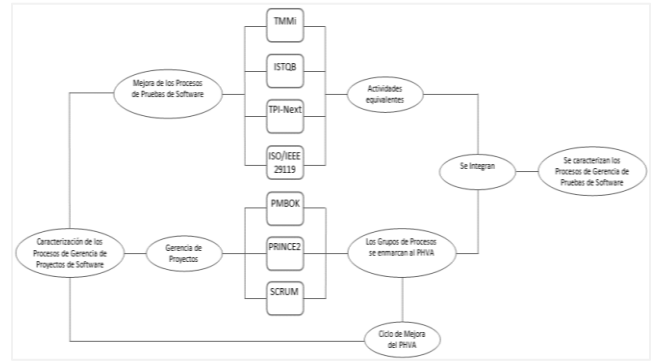 TMMi
ISTQB
TPI-Next
ISO/IEEE
29119
Mejora de los Procesos
de Pruebas de Software
Actividades
equivalentes
Se Integran
Se caracterizan los
Procesos de Gerencia de
Pruebas de Software
PMBOK
PRINCE2
SCRUM
Caracterización de los
Procesos de Gerencia de
Proyectos de Software
Gerencia de
Proyectos
Los Grupos de Procesos
se enmarcan al PHVA
Ciclo de Mejora
del PHVA